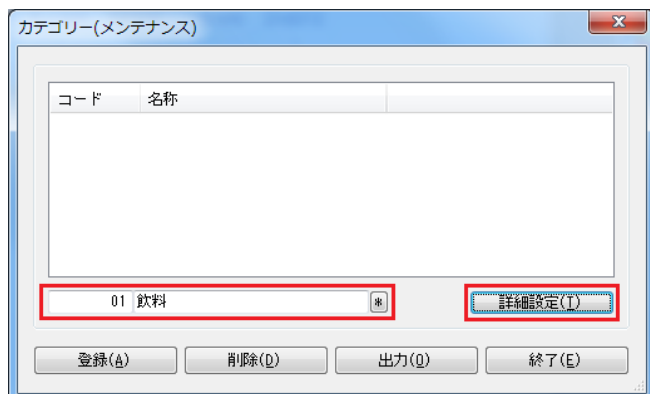 カテゴリー(メンテナンス)
コード 名称
01 飲料 * 詳細設定(T)
登録(A) 削除(D) 出力(O) 終了(E)